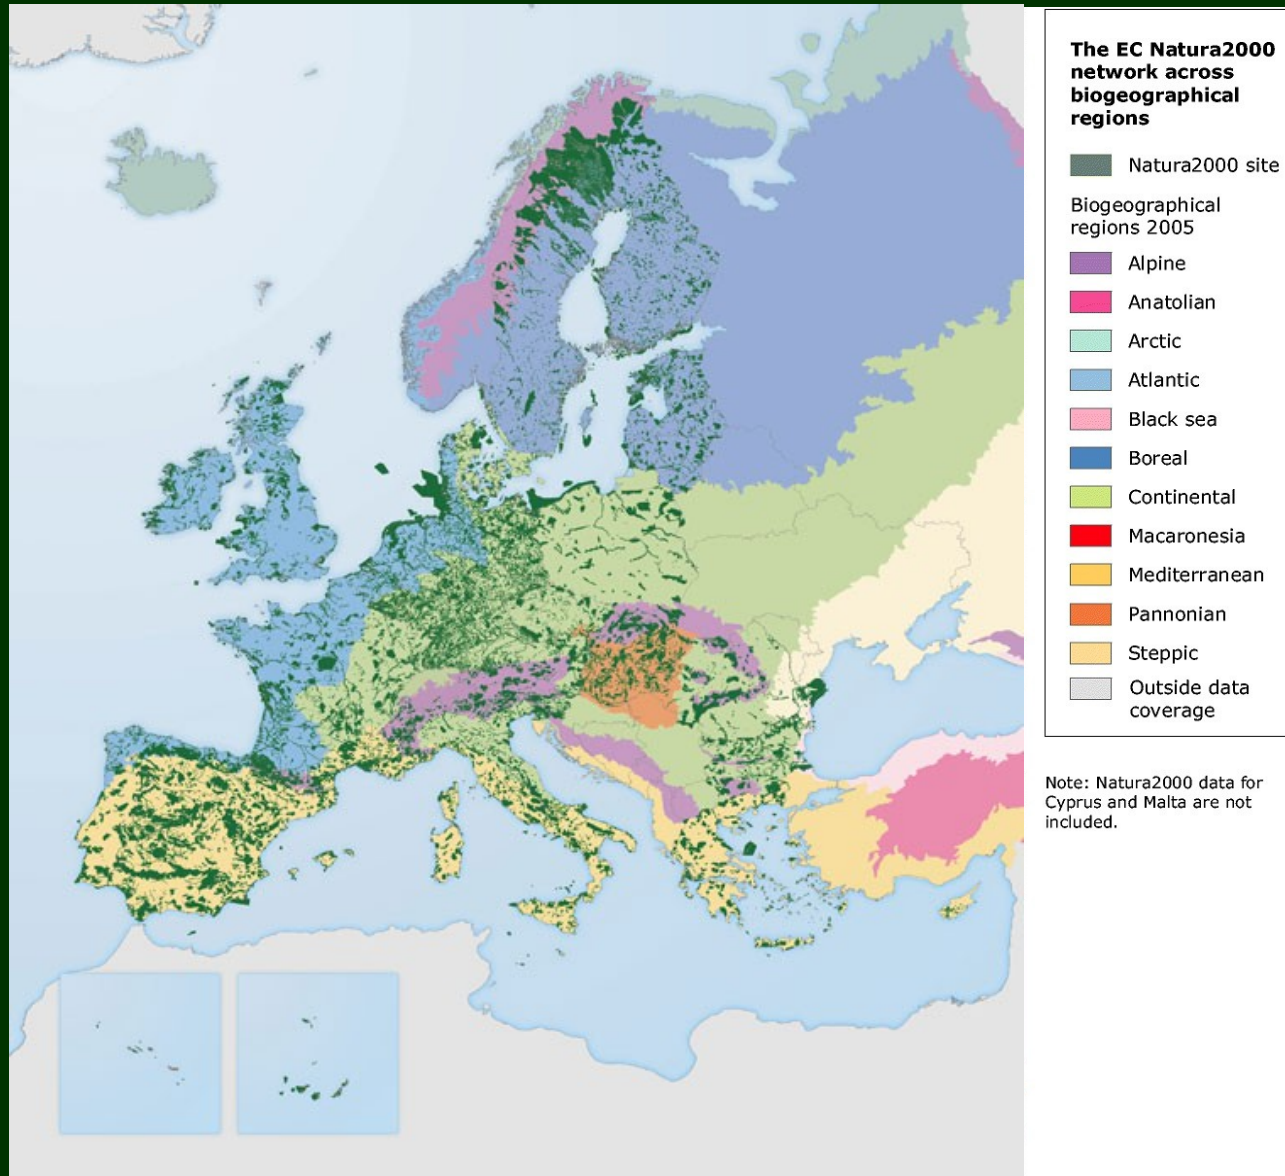 The EC Natura2000
network across
biogeographical
regions
Natura2000 site
Biogeographical
regions 2005
Alpine
Anatolian
Arctic
Atlantic
Black sea
Boreal
Continental
Macaronesia
Mediterranean
Pannonian
Steppic
Outside data
coverage
Note: Natura2000 data for
Cyprus and Malta are not
included.